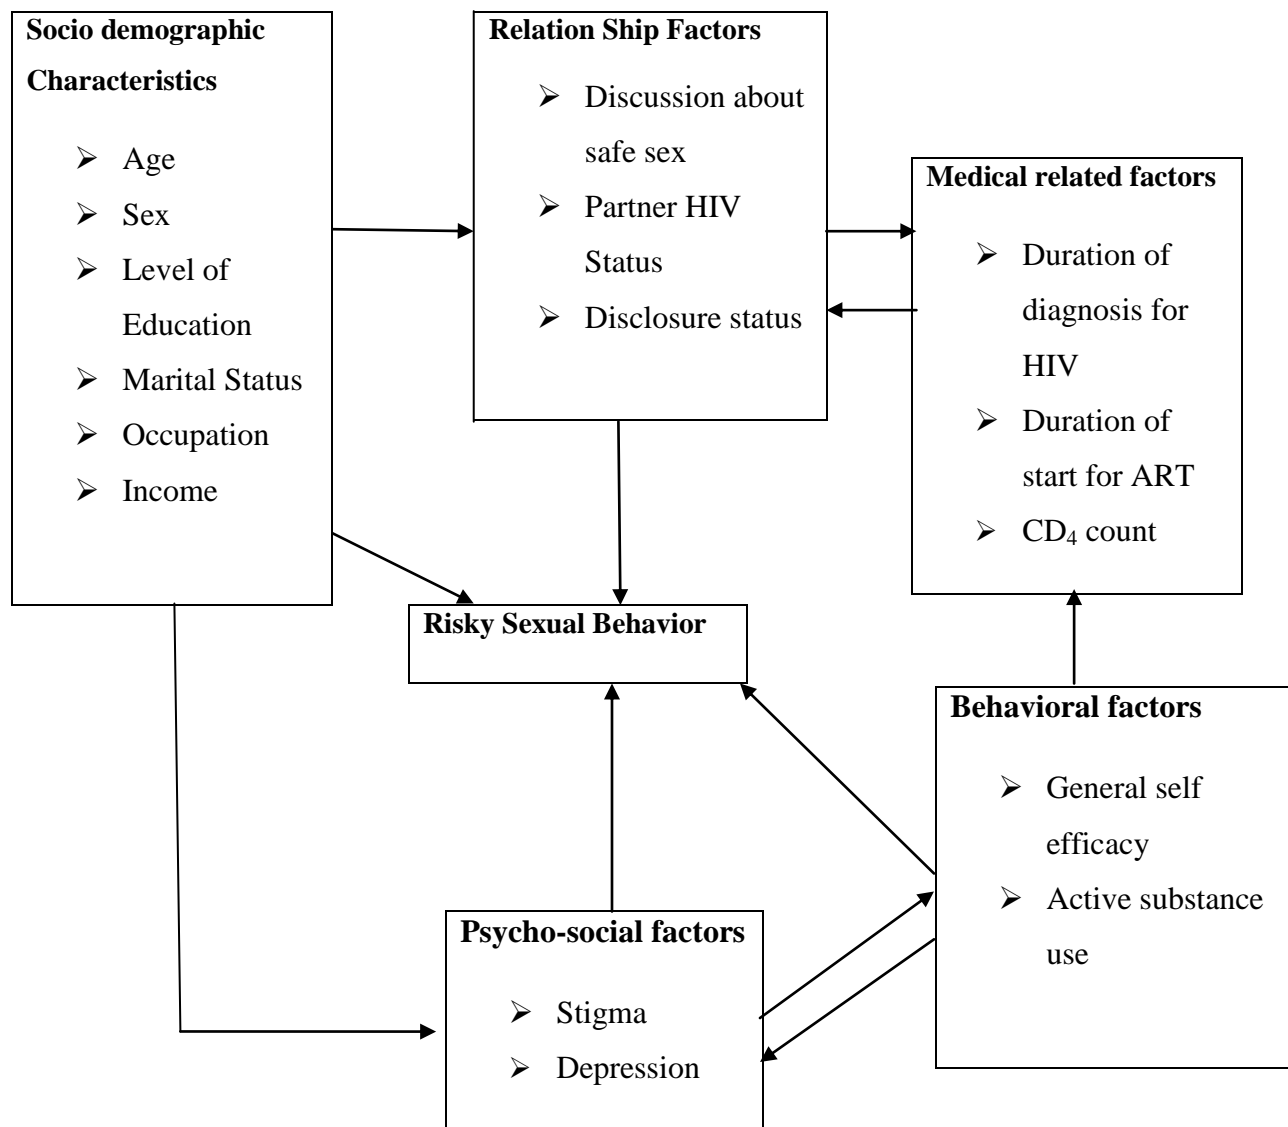 Socio demographic
Characteristics
➢ Age
➢ Sex
➢ Level of
Education
➢ Marital Status
➢ Occupation
➢ Income
Relation Ship Factors
➢ Discussion about
safe sex
➢ Partner HIV
Status
➢ Disclosure status
Medical related factors
➢ Duration of
diagnosis for
HIV
➢ Duration of
start for ART
➢ CD₄ count
Risky Sexual Behavior
Behavioral factors
➢ General self
efficacy
➢ Active substance
use
Psycho-social factors
➢ Stigma
➢ Depression